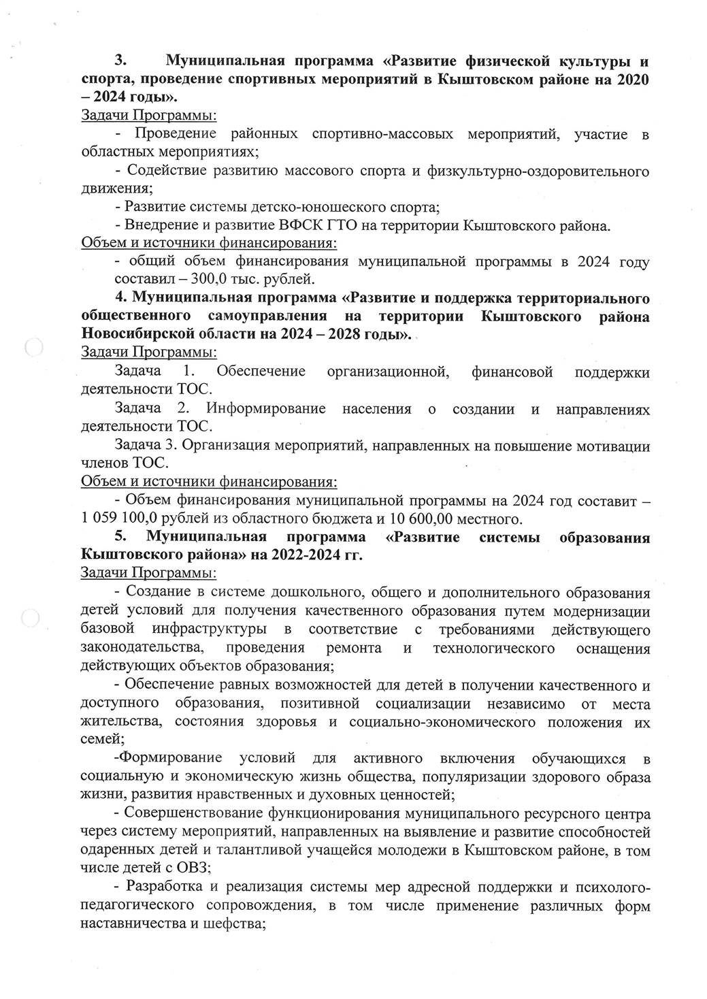 3. Муниципальная программа «Развитие физической культуры и
спорта, проведение спортивных мероприятий в Кыштовском районе на 2020
– 2024 годы».
Задачи Программы:
- Проведение районных спортивно-массовых мероприятий, участие в
областных мероприятиях;
- Содействие развитию массового спорта и физкультурно-оздоровительного
движения;
- Развитие системы детско-юношеского спорта;
- Внедрение и развитие ВФСК ГТО на территории Кыштовского района.
Объем и источники финансирования:
- общий объем финансирования муниципальной программы в 2024 году
составил – 300,0 тыс. рублей.
4. Муниципальная программа «Развитие и поддержка территориального
общественного самоуправления на территории Кыштовского района
Новосибирской области на 2024 – 2028 годы».
Задачи Программы:
Задача 1. Обеспечение организационной, финансовой поддержки
деятельности ТОС.
Задача 2. Информирование населения о создании и направлениях
деятельности ТОС.
Задача 3. Организация мероприятий, направленных на повышение мотивации
членов ТОС.
Объем и источники финансирования:
- Объем финансирования муниципальной программы на 2024 год составит –
1 059 100,0 рублей из областного бюджета и 10 600,00 местного.
5. Муниципальная программа «Развитие системы образования
Кыштовского района» на 2022-2024 гг.
Задачи Программы:
- Создание в системе дошкольного, общего и дополнительного образования
детей условий для получения качественного образования путем модернизации
базовой инфраструктуры в соответствие с требованиями действующего
законодательства, проведения ремонта и технологического оснащения
действующих объектов образования;
- Обеспечение равных возможностей для детей в получении качественного и
доступного образования, позитивной социализации независимо от места
жительства, состояния здоровья и социально-экономического положения их
семей;
-Формирование условий для активного включения обучающихся в
социальную и экономическую жизнь общества, популяризации здорового образа
жизни, развития нравственных и духовных ценностей;
- Совершенствование функционирования муниципального ресурсного центра
через систему мероприятий, направленных на выявление и развитие способностей
одаренных детей и талантливой учащейся молодежи в Кыштовском районе, в том
числе детей с ОВЗ;
- Разработка и реализация системы мер адресной поддержки и психолого-
педагогического сопровождения, в том числе применение различных форм
наставничества и шефства;